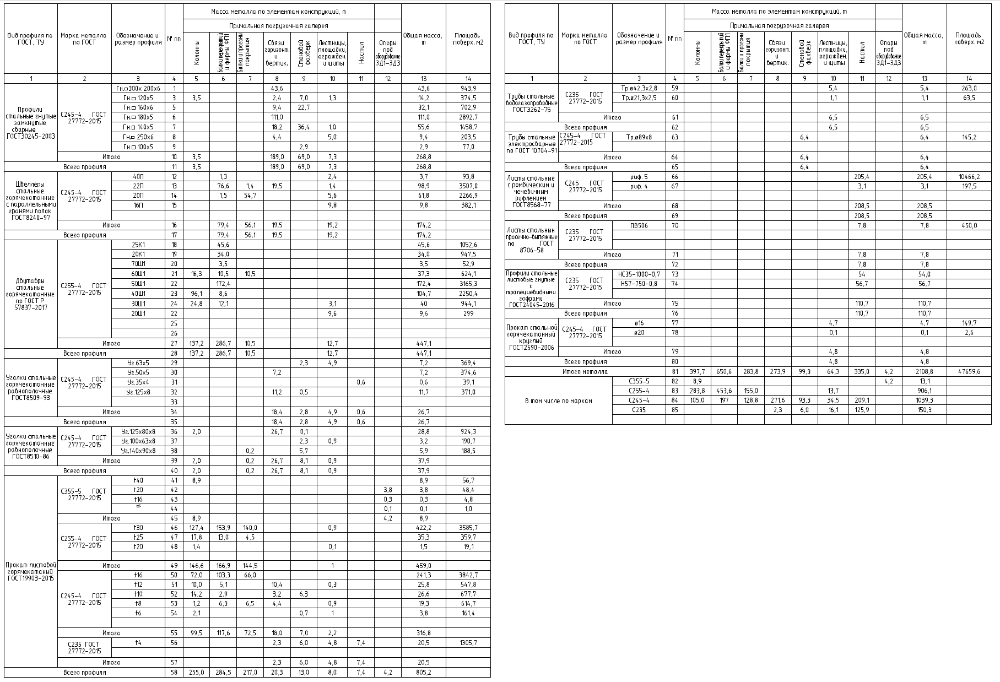 Вид профиля по ГОСТ, ТУ | Марка металла по ГОСТ | Обозначение и размер профиля | N° пп | Масса металла по элементам конструкций, т | Общая масса, т | Площадь поверх. м2
Причальная погрузочная галерея
Колонны | Балки перекрытий и фермы ФП1 | Балки и прогоны покрытия | Связи горизонт. и вертик. | Стеновой фахверк | Лестницы, площадки, огражден. и щиты | Настил | Опоры под оборудование ЗД1-ЗД3
1 2 3 4 5 6 7 8 9 10 11 12 13 14
Профили стальные гнутые замкнутые сварные ГОСТ30245-2003
С245-4 ГОСТ 27772-2015
Гн.□300х 200х6 1 43,6 43,6 943,9
Гн.□ 120х5 3 3,5 2,4 7,0 1,3 14,2 374,5
Гн.□ 160х6 5 9,4 22,7 32,1 702,9
Гн.□ 180х5 6 111,0 111,0 2892,7
Гн.□ 140х5 7 18,2 36,4 1,0 55,6 1458,7
Гн.□ 250х6 8 4,4 5,0 9,4 203,5
Гн.□ 100х5 9 2,9 2,9 77,0
Итого 10 3,5 189,0 69,0 7,3 268,8
Всего профиля 11 3,5 189,0 69,0 7,3 268,8
Швеллеры стальные горячекатанные с параллельными гранями полок ГОСТ8240-97
С245-4 ГОСТ 27772-2015
40П 12 1,3 2,4 3,7 93,8
22П 13 76,6 1,4 19,5 1,4 98,9 3507,0
20П 14 1,5 54,7 5,6 61,8 2266,9
16П 15 9,8 9,8 382,1
Итого 16 79,4 56,1 19,5 19,2 174,2
Всего профиля 17 79,4 56,1 19,5 19,2 174,2
Двутавры стальные горячекатанные по ГОСТ Р 57837-2017
С255-4 ГОСТ 27772-2015
25К1 18 45,6 45,6 1052,6
20К1 19 34,0 34,0 947,5
70Ш1 20 3,5 3,5 52,9
60Ш1 21 16,3 10,5 10,5 37,3 624,1
50Ш1 22 172,4 172,4 3165,3
40Ш1 23 96,1 8,6 104,7 2250,4
30Ш1 24 24,8 12,1 3,1 40 944,1
20Ш1 22 9,6 9,6 299
25
26
Итого 27 137,2 286,7 10,5 12,7 447,1
Всего профиля 28 137,2 286,7 10,5 12,7 447,1
Уголки стальные горячекатанные равнополочные ГОСТ8509-93
С245-4 ГОСТ 27772-2015
Уг.63х5 29 2,3 4,9 7,2 369,4
Уг.50х5 30 7,2 7,2 374,6
Уг.35х4 31 0,6 0,6 39,1
Уг.125х8 32 11,2 0,5 11,7 371,0
33
Итого 34 18,4 2,8 4,9 0,6 26,7
Всего профиля 35 18,4 2,8 4,9 0,6 26,7
Уголки стальные горячекатанные равнополочные ГОСТ8510-86
С245-4 ГОСТ 27772-2015
Уг.125х80х8 36 2,0 26,7 0,1 28,8 924,3
Уг.100х63х8 37 2,3 0,9 3,2 190,7
Уг.140х90х8 38 0,2 5,7 5,9 188,5
Итого 39 2,0 0,2 26,7 8,1 0,9 37,9
Всего профиля 40 2,0 0,2 26,7 8,1 0,9 37,9
Прокат листовой горячекатаный ГОСТ19903-2015
С355-5 ГОСТ 27772-2015
t40 41 8,9 8,9 56,7
t20 42 3,8 3,8 48,4
t16 43 0,3 0,3 4,8
44 0,1 0,1 1,0
Итого 45 8,9 4,2 8,9
С255-4 ГОСТ 27772-2015
t30 46 127,4 153,9 140,0 0,9 422,2 3585,7
t25 47 17,8 13,0 4,5 35,3 359,7
t20 48 1,4 0,1 1,5 19,1
Итого 49 146,6 166,9 144,5 1 459,0
С245-4 ГОСТ 27772-2015
t16 50 72,0 103,3 66,0 241,3 3842,7
t12 51 10,0 5,1 10,4 0,3 25,8 547,8
t10 52 14,2 2,9 3,2 6,3 26,6 677,7
t8 53 1,2 6,3 6,5 4,4 0,9 19,3 614,7
t6 54 2,1 0,7 1 3,8 161,4
Итого 55 99,5 117,6 72,5 18,0 7,0 2,2 316,8
С235 ГОСТ 27772-2015
t4 56 2,3 6,0 4,8 7,4 20,5 1305,7
Итого 57 2,3 6,0 4,8 7,4 20,5
Всего профиля 58 255,0 284,5 217,0 20,3 13,0 8,0 7,4 4,2 805,2
Вид профиля по ГОСТ, ТУ | Марка металла по ГОСТ | Обозначение и размер профиля | N° пп | Масса металла по элементам конструкций, т | Общая масса, т | Площадь поверх. м2
Причальная погрузочная галерея
Колонны | Балки перекрытий и фермы ФП1 | Балки и прогоны покрытия | Связи горизонт. и вертик. | Стеновой фахверк | Лестницы, площадки, огражден. и щиты | Настил | Опоры под оборудование ЗД1-ЗД3
1 2 3 4 5 6 7 8 9 10 11 12 13 14
Трубы стальные водогазопроводные ГОСТ3262-75
С235 ГОСТ 27772-2015
Тр.ø42,3х2,8 59 5,4 5,4 263,0
Тр.ø21,3х2,5 60 1,1 1,1 63,5
Итого 61 6,5 6,5
Всего профиля 62 6,5 6,5
Трубы стальные электросварные по ГОСТ 10704-91
С245-4 ГОСТ 27772-2015
Тр.ø89х8 63 6,4 6,4 145,2
Итого 64 6,4 6,4
Всего профиля 65 6,4 6,4
Листы стальные с ромбическим и чечевичным рифлением ГОСТ8568-77
С245 ГОСТ 27772-2015
риф. 5 66 205,4 205,4 10466,2
риф. 4 67 3,1 3,1 197,5
Итого 68 208,5 208,5
Всего профиля 69 208,5 208,5
Листы стальнын просечно-вытяжные по ГОСТ 8706-58
С235 ГОСТ 27772-2015
ПВ506 70 7,8 7,8 450,0
Итого 71 7,8 7,8
Всего профиля 72 7,8 7,8
Профили стальные листовые гнутые с трапециевидными гофрами ГОСТ24045-2016
С235 ГОСТ 27772-2015
НС35-1000-0,7 73 54 54,0
Н57-750-0,8 74 56,7 56,7
Итого 75 110,7 110,7
Всего профиля 76 110,7 110,7
Прокат стальной горячекатанный круглый ГОСТ2590-2006
С245-4 ГОСТ 27772-2015
ø16 77 4,7 4,7 149,7
ø20 78 0,1 0,1 2,6
Итого 79 4,8 4,8
Всего профиля 80 4,8 4,8
Итого металла 81 397,7 650,6 283,8 273,9 99,3 64,3 335,0 4,2 2108,8 47659,6
В том числе по маркам
С355-5 82 8,9 4,2 13,1
С255-4 83 283,8 453,6 155,0 13,7 906,1
С245-4 84 105,0 197 128,8 271,6 93,3 34,5 209,1 1039,3
С235 85 2,3 6,0 16,1 125,9 150,3